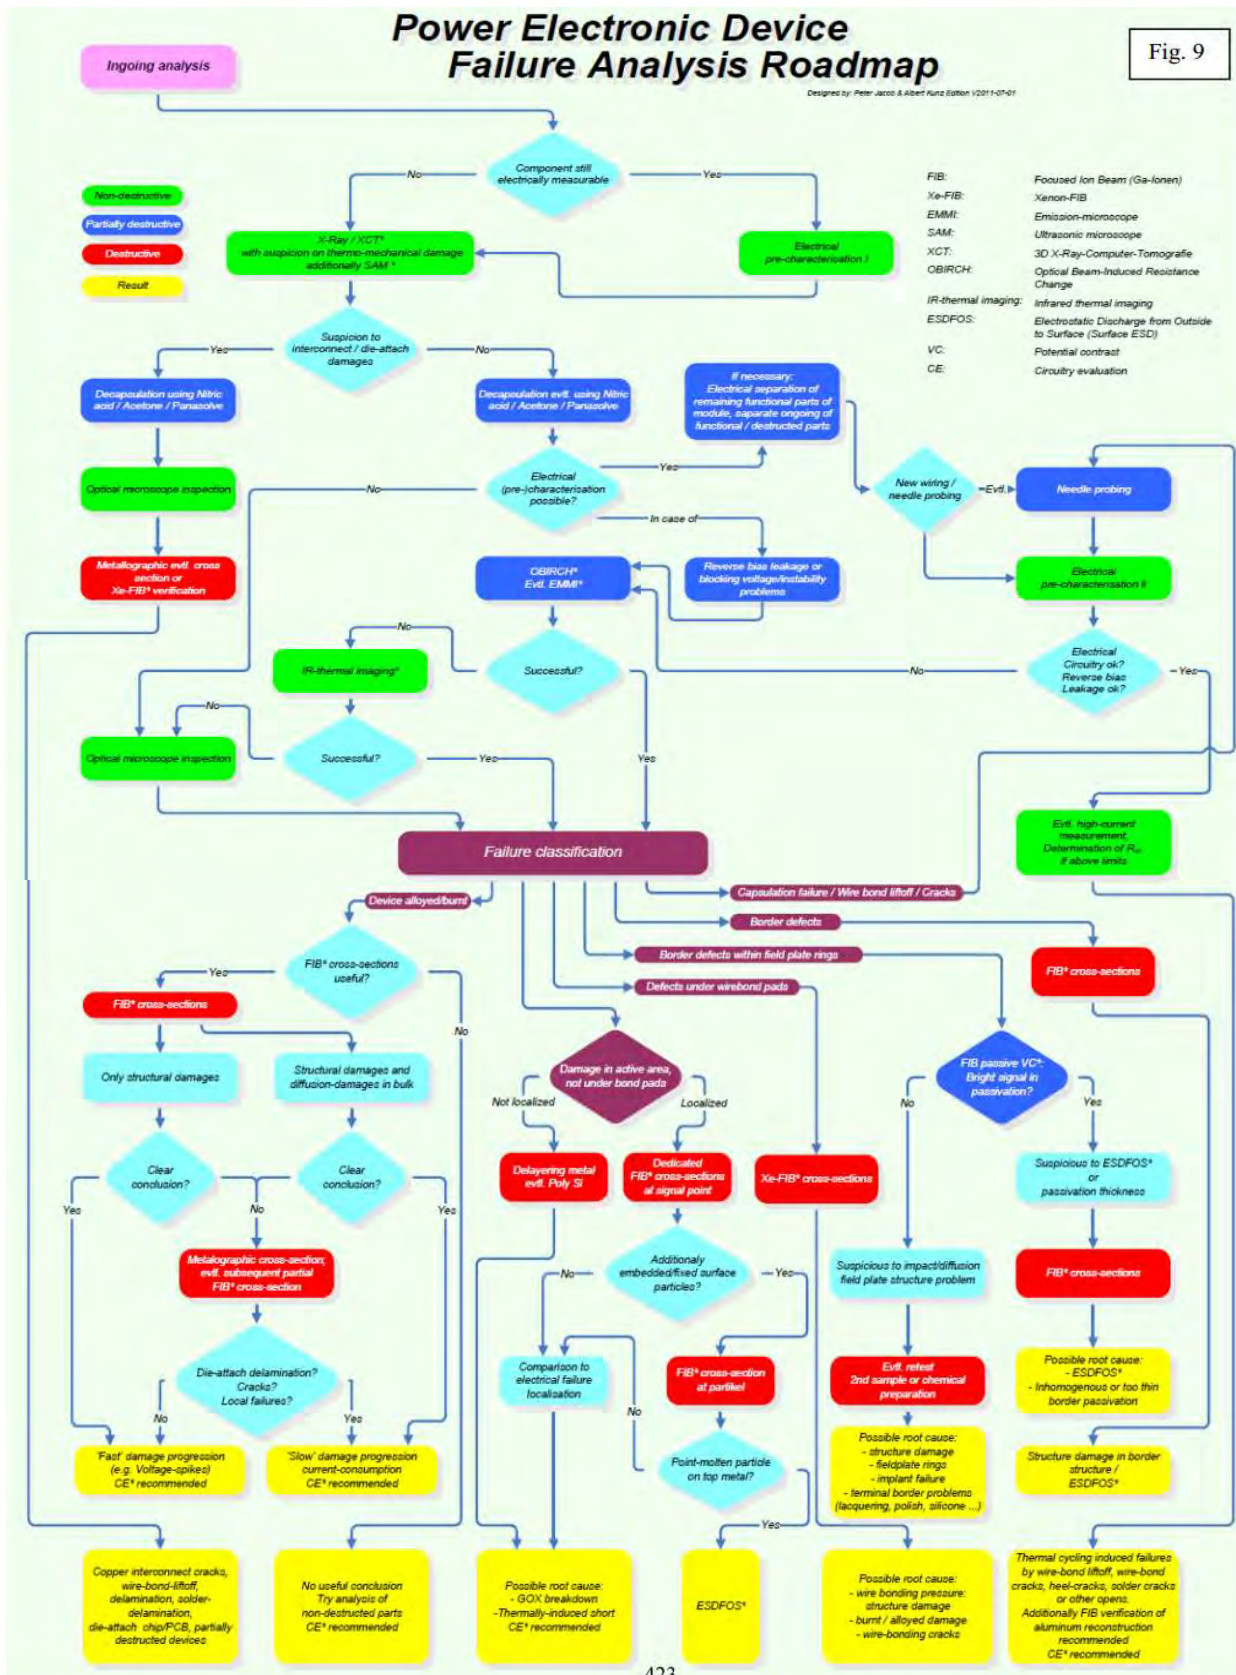 Power Electronic Device
Failure Analysis Roadmap
Fig. 9
Designed by: Peter Jacob & Albert Kunz Edition V2011-07-01
Ingoing analysis
Non-destructive
Partially destructive
Destructive
Result
Component still
electrically measurable
No
Yes
FIB: Focused Ion Beam (Ga-Ionen)
Xe-FIB: Xenon-FIB
EMMI: Emission-microscope
SAM: Ultrasonic microscope
XCT: 3D X-Ray-Computer-Tomografie
OBIRCH: Optical Beam-Induced Resistance
Change
IR-thermal imaging: Infrared thermal imaging
ESDFOS: Electrostatic Discharge from Outside
to Surface (Surface ESD)
VC: Potential contrast
CE: Circuitry evaluation
X-Ray / XCT*
with suspicion on thermo-mechanical damage
additionally SAM *
Electrical
pre-characterisation I
Suspicion to
interconnect / die-attach
damages
Yes
No
Decapsulation using Nitric
acid / Acetone / Panasolve
Decapsulation evtl. using Nitric
acid / Acetone / Panasolve
If necessary:
Electrical separation of
remaining functional parts of
module, saparate ongoing of
functional / destructed parts
Optical microscope inspection
Electrical
(pre-)characterisation
possible?
No
Yes
In case of
New wiring /
needle probing
Evtl.
Needle probing
Metallographic evtl. cross
section or
Xe-FIB* verification
OBIRCH*
Evtl. EMMI*
Reverse bias leakage or
blocking voltage/instability
problems
Electrical
pre-characterisation II
No
IR-thermal imaging*
Successful?
No
Electrical
Circuitry ok?
Reverse bias
Leakage ok?
Yes
No
Optical microscope inspection
Successful?
Yes
Yes
Failure classification
Evtl. high-current
measurement,
Determination of
if above limits
Device alloyed/burnt
Capsulation failure / Wire bond liftoff / Cracks
Border defects
Border defects within field plate rings
Defects under wirebond pads
FIB* cross-sections
useful?
Yes
No
FIB* cross-sections
FIB* cross-sections
Only structural damages
Structural damages and
diffusion-damages in bulk
Damage in active area,
not under bond pads
Not localized
Localized
FIB passive VC*:
Bright signal in
passivation?
No
Yes
Clear
conclusion?
Clear
conclusion?
Yes
No
Yes
Delayering metal
evtl. Poly Si
Dedicated
FIB* cross-sections
at signal point
Xe-FIB* cross-sections
Suspicious to ESDFOS*
or
passivation thickness
Metalographic cross-section,
evtl. subsequent partial
FIB* cross-section
Additionaly
embedded/fixed surface
particles?
No
Yes
Suspicious to impact/diffusion
field plate structure problem
FIB* cross-sections
Die-attach delamination?
Cracks?
Local failures?
No
Yes
Comparison to
electrical failure
localisation
FIB* cross-section
at partikel
Evtl. retest
2nd sample or chemical
preparation
Possible root cause:
- ESDFOS*
- Inhomogenous or too thin
border passivation
No
'Fast' damage progression
(e.g. Voltage-spikes)
CE* recommended
'Slow' damage progression
current-consumption
CE* recommended
Point-molten particle
on top metal?
Yes
Possible root cause:
- structure damage
- fieldplate rings
- implant failure
- terminal border problems
(lacquering, polish, silicone ...)
Structure damage in border
structure /
ESDFOS*
Copper interconnect cracks,
wire-bond-liftoff,
delamination, solder-
delamination,
die-attach chip/PCB, partially
destructed devices
No useful conclusion
Try analysis of
non-destructed parts
CE* recommended
Possible root cause:
- GOX breakdown
-Thermally-induced short
CE* recommended
ESDFOS*
Possible root cause:
- wire bonding pressure:
structure damage
- burnt / alloyed damage
- wire-bonding cracks
Thermal cycling induced failures
by wire-bond liftoff, wire-bond
cracks, heel-cracks, solder cracks
or other opens.
Additionally FIB verification of
aluminum reconstruction
recommended
CE* recommended
423